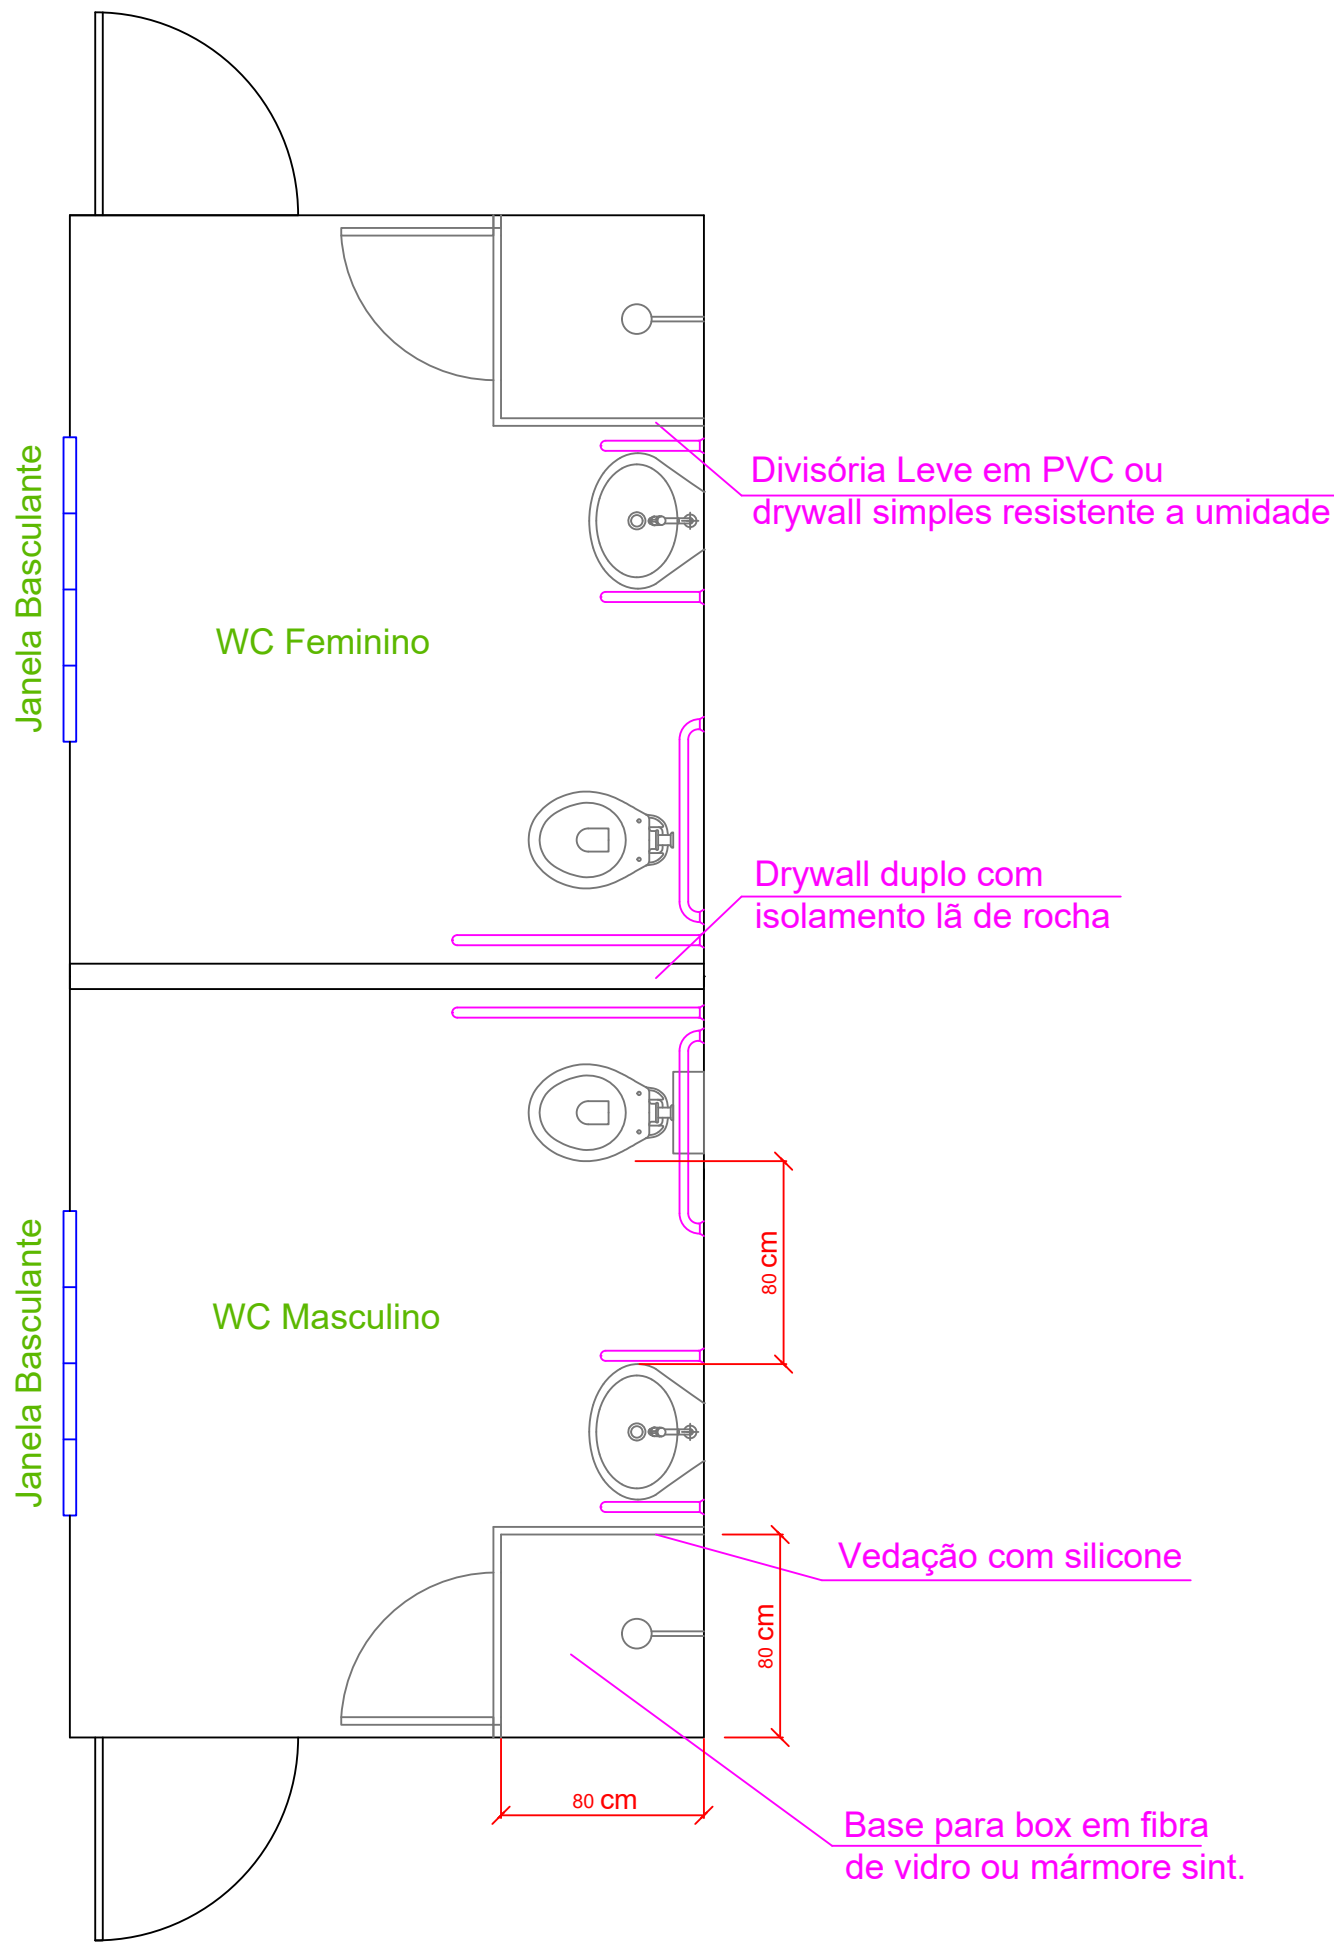 Divisória Leve em PVC ou
drywall simples resistente a umidade
Janela Basculante
WC Feminino
Drywall duplo com
isolamento lã de rocha
80 cm
Janela Basculante
WC Masculino
Vedação com silicone
80 cm
80 cm
Base para box em fibra
de vidro ou mármore sint.